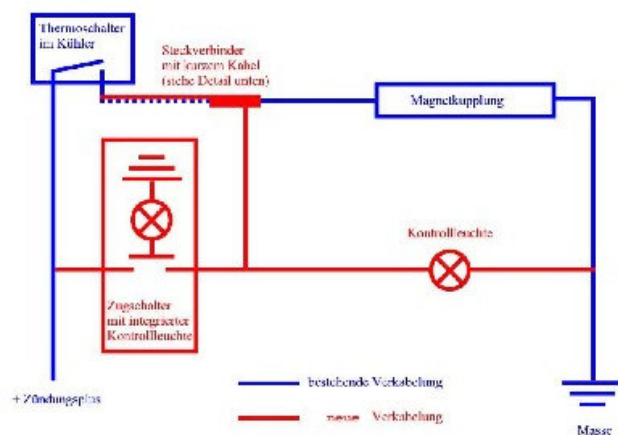 Thermoschalter
im Kühler
Steckverbinder
mit kurzem Kabel
(siehe Detail unten)
Magnetkupplung
Kontrollleuchte
Zugschalter
mit integrierter
Kontrollleuchte
+ Zündungsplus
bestehende Verkabelung
neue Verkabelung
Masse